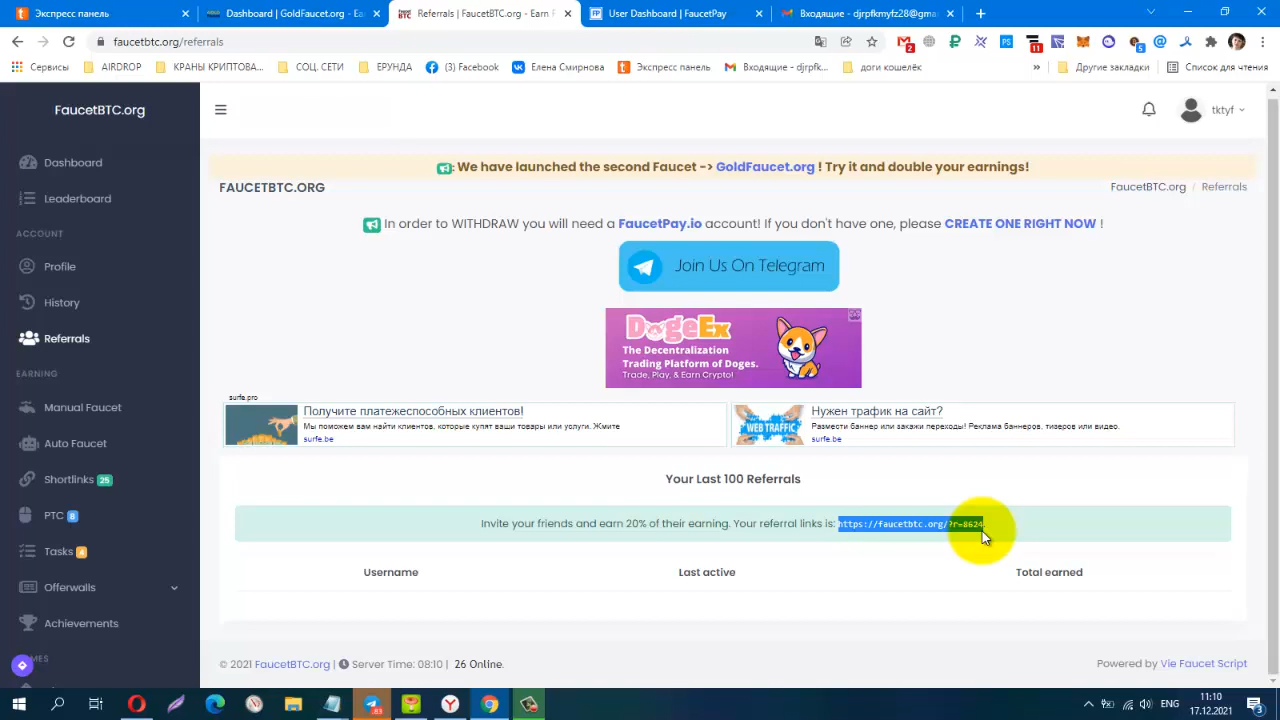 Экспресс панель
Dashboard | GoldFaucet.org - Ear
Referrals | FaucetBTC.org - Earn F
User Dashboard | FaucetPay
Входящие - djrpfkmyfz28@gma
faucetbtc.org/referrals
2
11
5
Сервисы
AIRDROP
КРАНЫ КРИПТОВА...
СОЦ. СЕТИ
ЕРУНДА
(3) Facebook
Елена Смирнова
Экспресс панель
Входящие - djrpfk...
доги кошелёк
»
Другие закладки
Список для чтения
FaucetBTC.org
tktyf
Dashboard
Leaderboard
ACCOUNT
Profile
History
Referrals
EARNING
Manual Faucet
Auto Faucet
Shortlinks 25
PTC 8
Tasks 4
Offerwalls
Achievements
: We have launched the second Faucet -> GoldFaucet.org ! Try it and double your earnings!
FAUCETBTC.ORG
FaucetBTC.org / Referrals
In order to WITHDRAW you will need a FaucetPay.io account! If you don't have one, please CREATE ONE RIGHT NOW !
Join Us On Telegram
DogeEx
The Decentralization
Trading Platform of Doges.
Trade, Play, & Earn Crypto!
surfe.pro
Получите платежеспособных клиентов!
Мы поможем вам найти клиентов, которые купят ваши товары или услуги. Жмите
surfe.be
WEB TRAFFIC
Нужен трафик на сайт?
Размести баннер или закажи переходы! Реклама баннеров, тизеров или видео.
surfe.be
Your Last 100 Referrals
Invite your friends and earn 20% of their earning. Your referral links is: https://faucetbtc.org/?r=8624
Username
Last active
Total earned
© 2021 FaucetBTC.org | Server Time: 08:10 | 26 Online.
Powered by Vie Faucet Script
83
ENG
11:10
17.12.2021
3